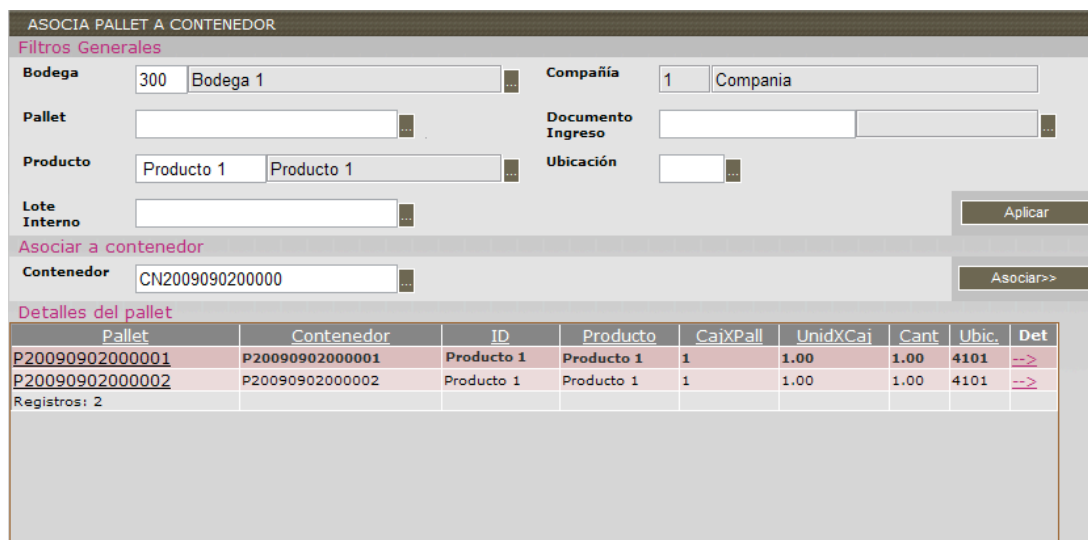 ASOCIA PALLET A CONTENEDOR
Filtros Generales
Bodega 300 Bodega 1 ... Compañía 1 Compania
Pallet ... Documento Ingreso ...
Producto Producto 1 Producto 1 ... Ubicación ...
Lote Interno ... Aplicar
Asociar a contenedor
Contenedor CN2009090200000 ... Asociar>>
Detalles del pallet
Pallet Contenedor ID Producto CajXPall UnidXCaj Cant Ubic. Det
P20090902000001 P20090902000001 Producto 1 Producto 1 1 1.00 1.00 4101 -->
P20090902000002 P20090902000002 Producto 1 Producto 1 1 1.00 1.00 4101 -->
Registros: 2